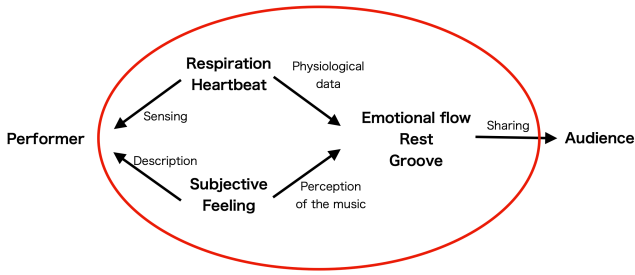 Performer
Respiration
Heartbeat
Sensing
Description
Subjective
Feeling
Physiological
data
Perception
of the music
Emotional flow
Rest
Groove
Sharing
Audience